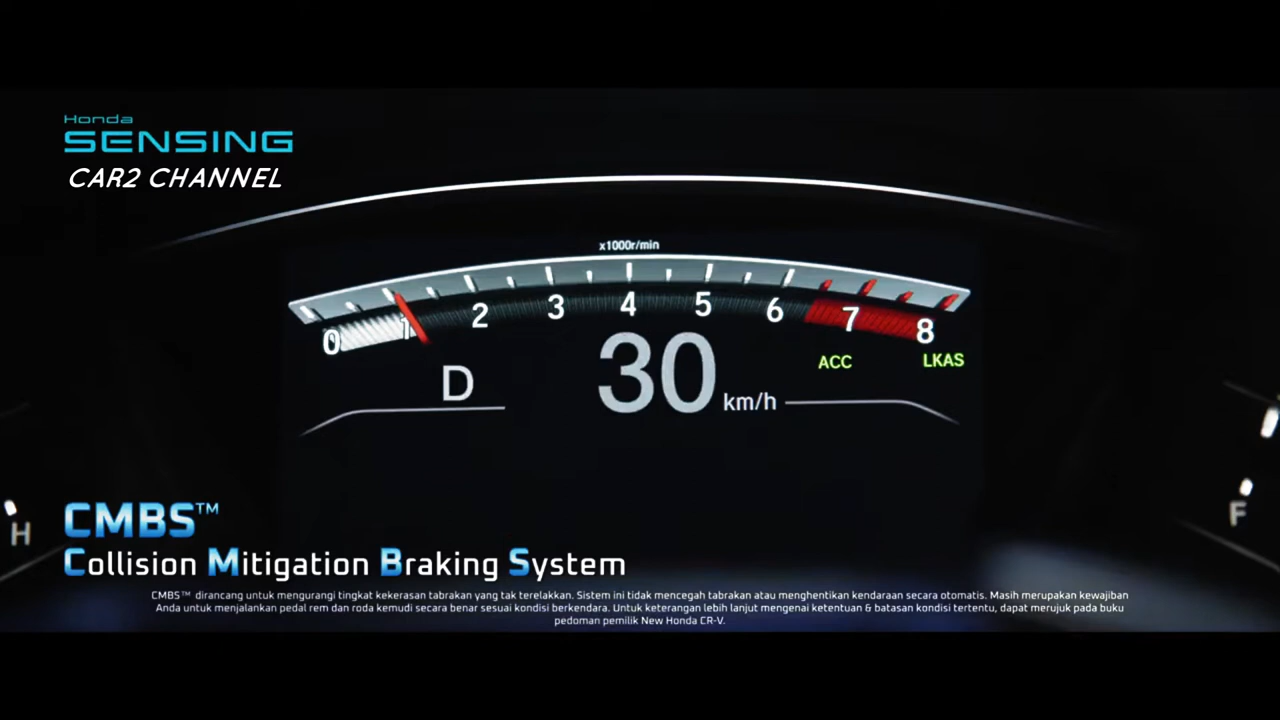 Honda
SENSING
CAR2 CHANNEL
x1000r/min
0 1 2 3 4 5 6 7 8
ACC LKAS
D 30 km/h
H F
CMBS™
Collision Mitigation Braking System
CMBS™ dirancang untuk mengurangi tingkat kekerasan tabrakan yang tak terelakkan. Sistem ini tidak mencegah tabrakan atau menghentikan kendaraan secara otomatis. Masih merupakan kewajiban
Anda untuk menjalankan pedal rem dan roda kemudi secara benar sesuai kondisi berkendara. Untuk keterangan lebih lanjut mengenai ketentuan & batasan kondisi tertentu, dapat merujuk pada buku
pedoman pemilik New Honda CR-V.